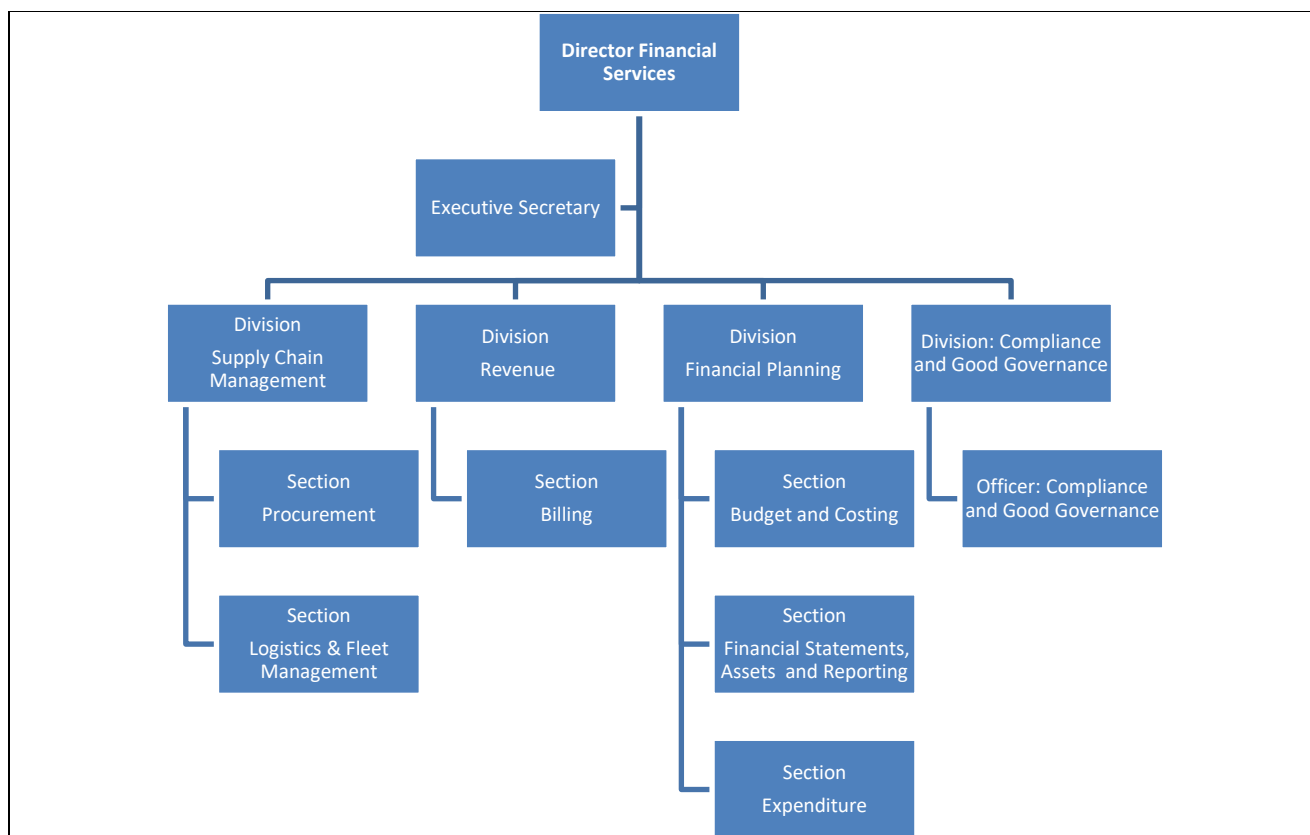 Director Financial
Services
Executive Secretary
Division
Supply Chain
Management
Division
Revenue
Division
Financial Planning
Division: Compliance
and Good Governance
Section
Procurement
Section
Billing
Section
Budget and Costing
Officer: Compliance
and Good Governance
Section
Logistics & Fleet
Management
Section
Financial Statements,
Assets and Reporting
Section
Expenditure